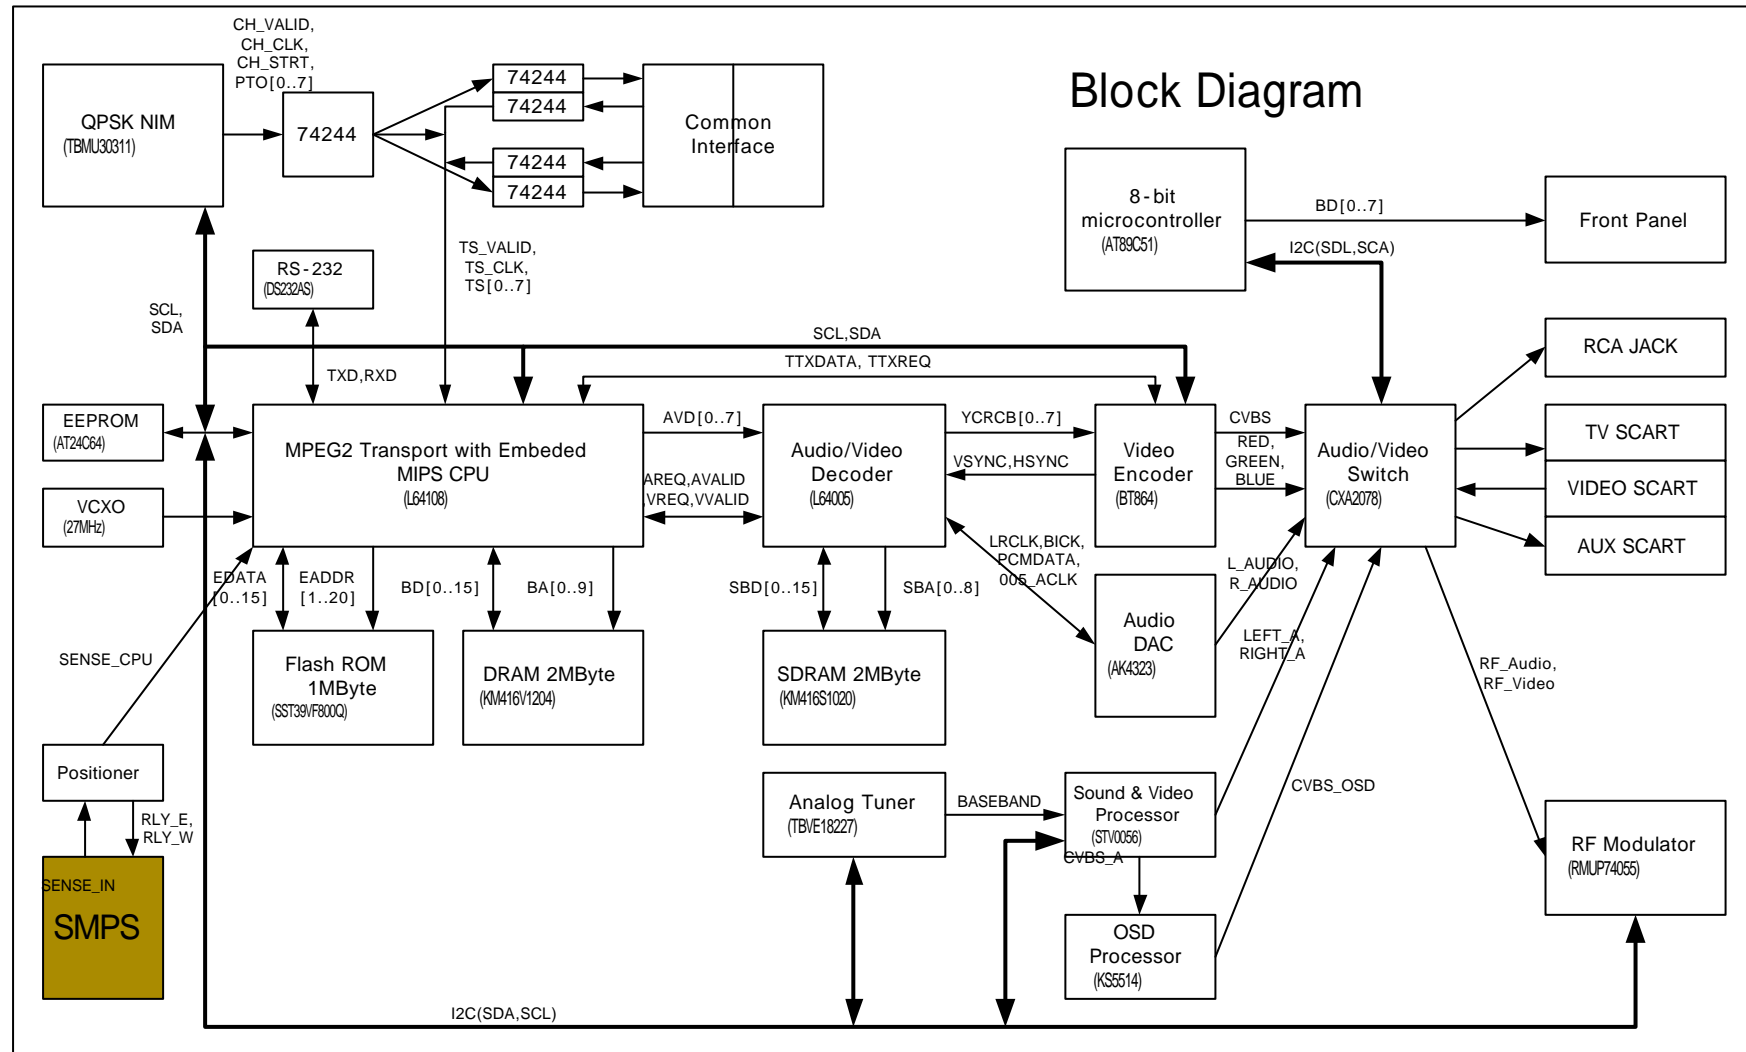 Block Diagram
CH_VALID,
CH_CLK,
CH_STRT,
PTO[0..7]
QPSK NIM
(TBMU30311)
74244
74244
74244
74244
74244
Common
Interface
8-bit
microcontroller
(AT89C51)
BD[0..7]
Front Panel
I2C(SDL,SCA)
RS-232
(DS232AS)
TS_VALID,
TS_CLK,
TS[0..7]
SCL,
SDA
SCL,SDA
TTXDATA, TTXREQ
TXD,RXD
RCA JACK
EEPROM
(AT24C64)
MPEG2 Transport with Embeded
MIPS CPU
(L64108)
AVD[0..7]
AREQ,AVALID
,VREQ,VVALID
Audio/Video
Decoder
(L64005)
YCRCB[0..7]
VSYNC,HSYNC
Video
Encoder
(BT864)
CVBS
RED,
GREEN,
BLUE
Audio/Video
Switch
(CXA2078)
TV SCART
VIDEO SCART
AUX SCART
VCXO
(27MHz)
EDATA
[0..15]
EADDR
[1..20]
BD[0..15]
BA[0..9]
SBD[0..15]
SBA[0..8]
LRCLK,BICK,
PCMDATA,
005_ACLK
L_AUDIO,
R_AUDIO
SENSE_CPU
Flash ROM
1MByte
(SST39VF800Q)
DRAM 2MByte
(KM416V1204)
SDRAM 2MByte
(KM416S1020)
Audio
DAC
(AK4323)
LEFT_A,
RIGHT_A
RF_Audio,
RF_Video
Positioner
RLY_E,
RLY_W
Analog Tuner
(TBVE18227)
BASEBAND
Sound & Video
Processor
(STV0056)
CVBS_A
CVBS_OSD
RF Modulator
(RMUP74055)
SENSE_IN
SMPS
OSD
Processor
(KS5514)
I2C(SDA,SCL)